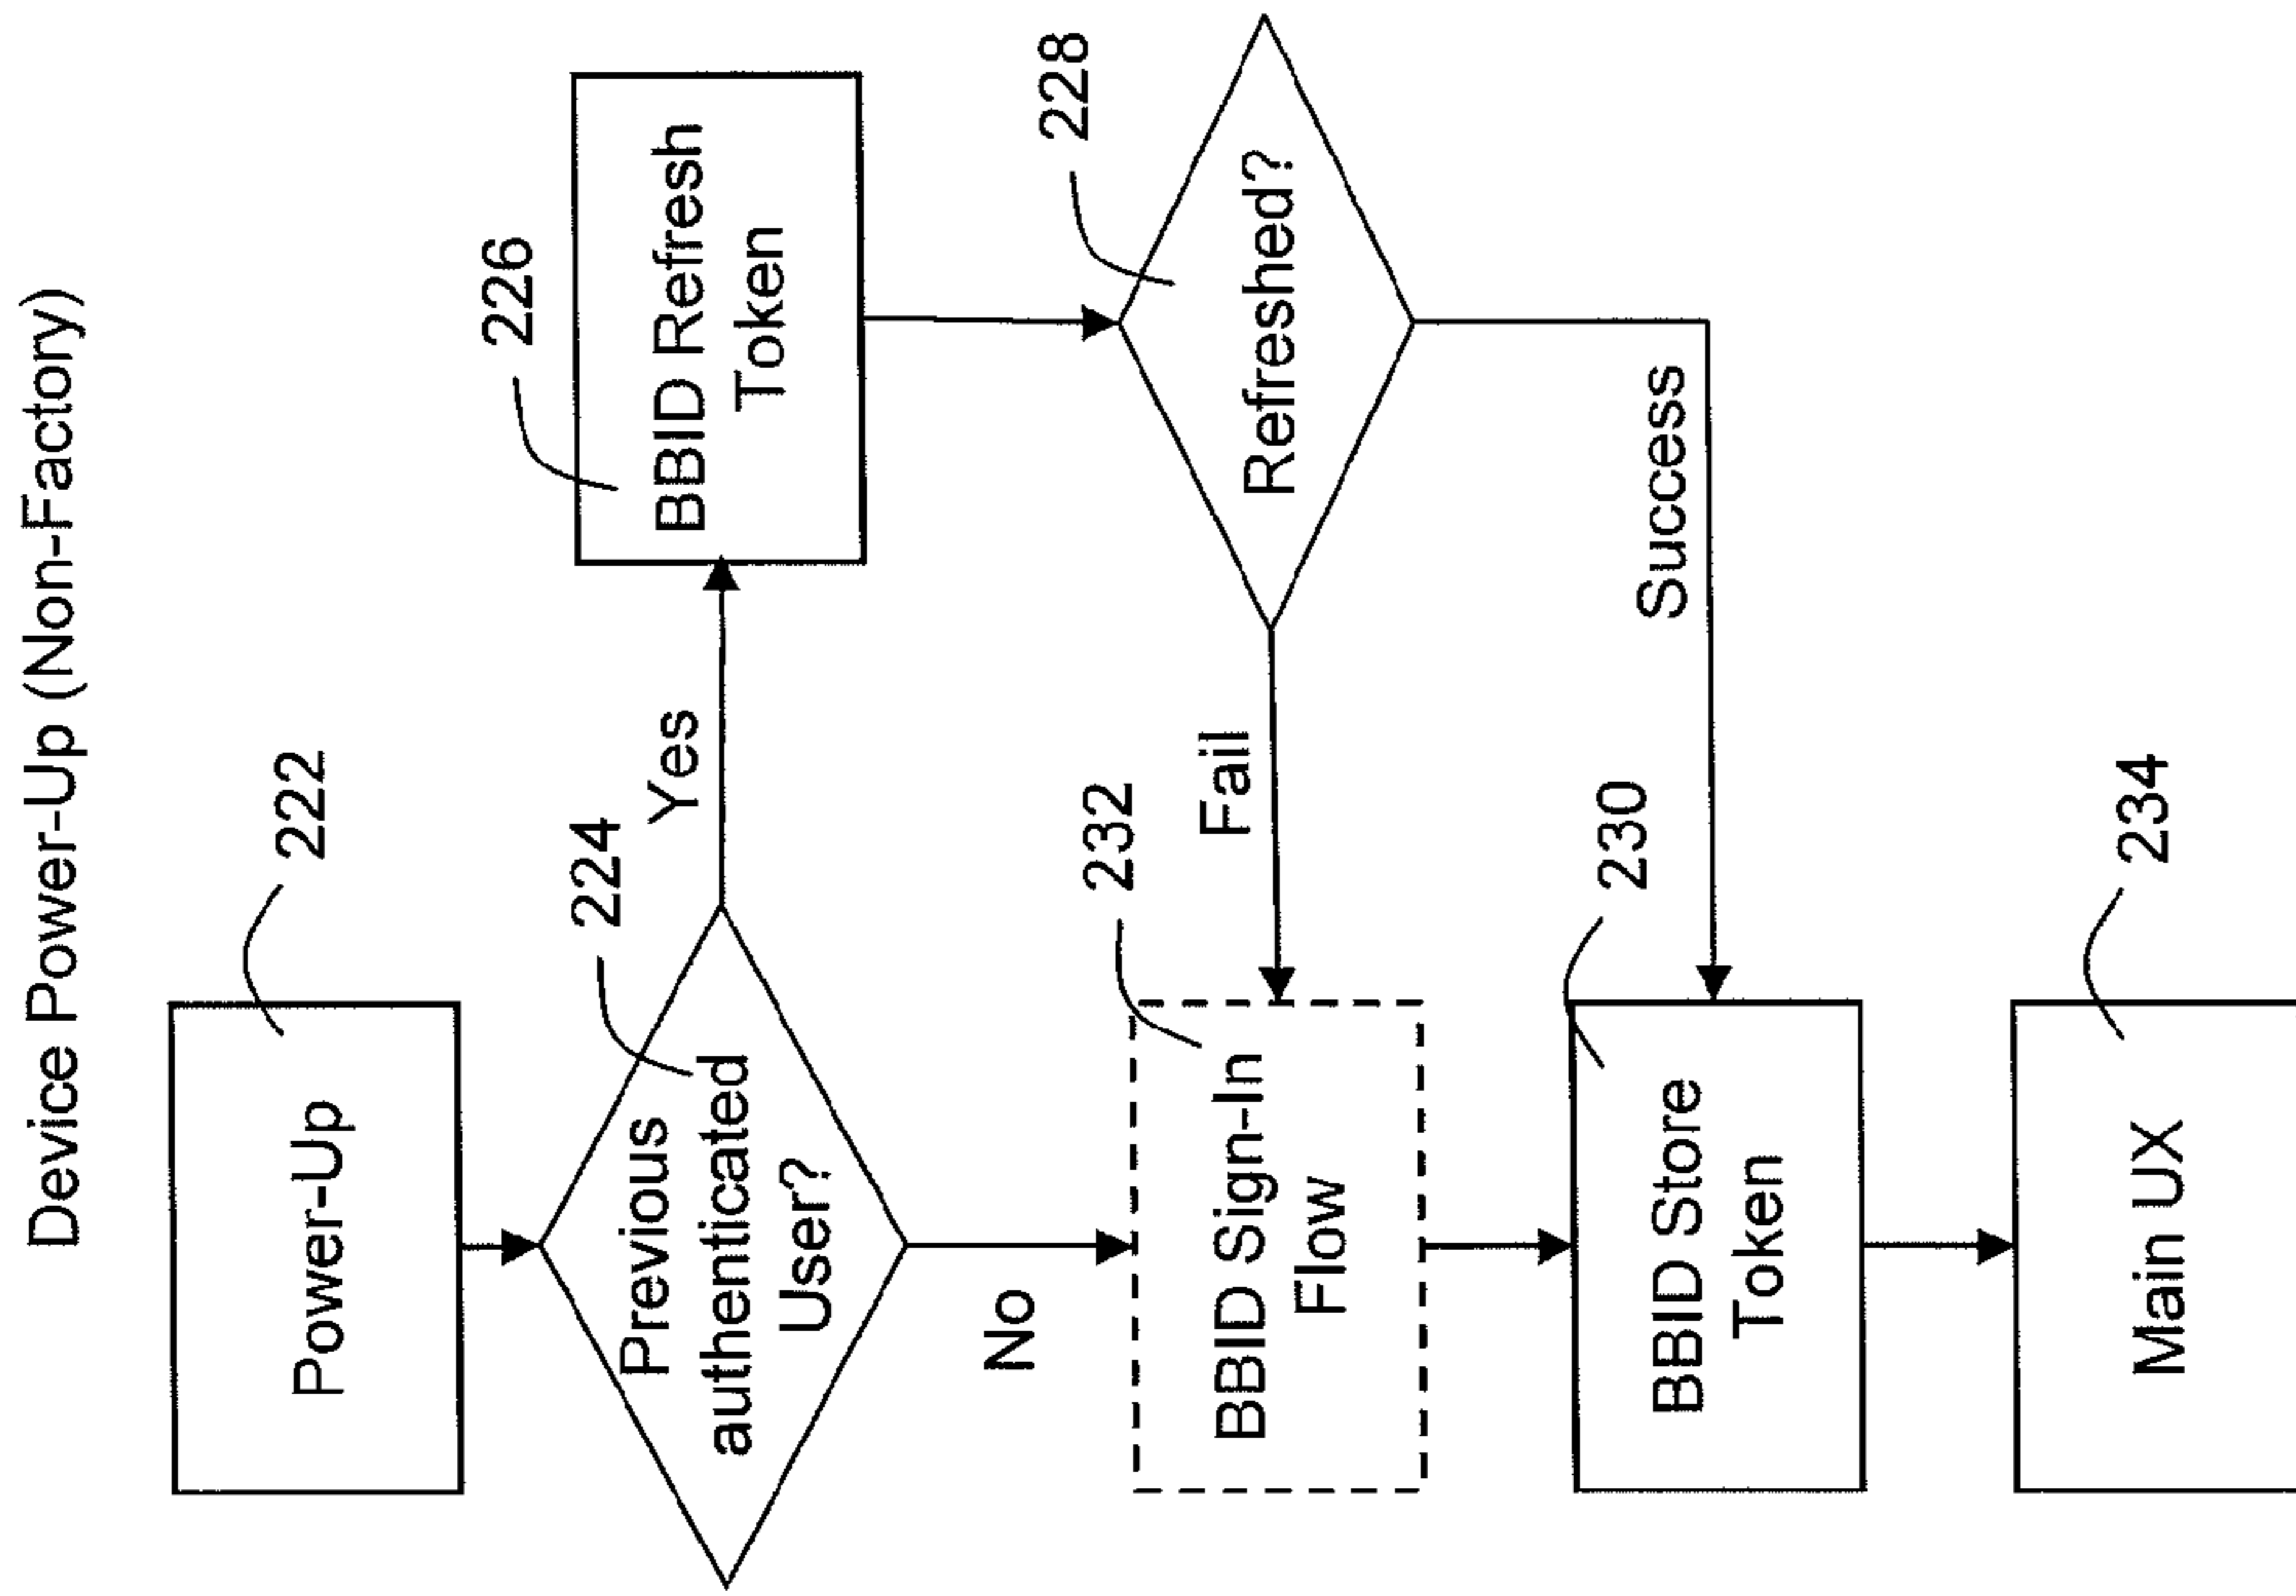 Device Power-Up (Non-Factory)
222
Power-Up
224
Previous
authenticated
User?
Yes
226
BBID Refresh
Token
228
Refreshed?
No
Fail
Success
232
BBID Sign-In
Flow
230
BBID Store
Token
234
Main UX